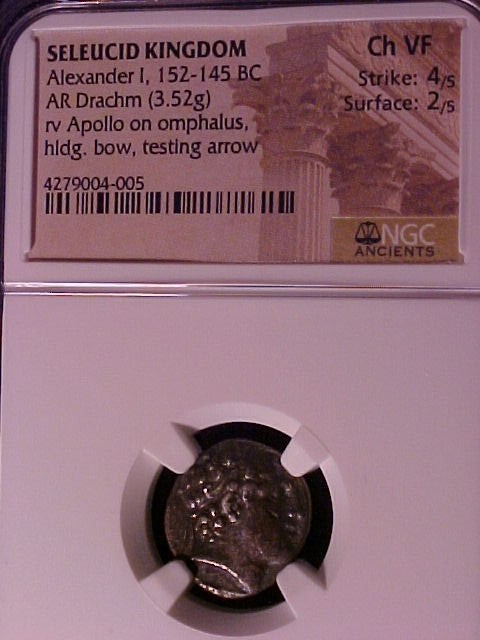 SELEUCID KINGDOM
Alexander I, 152-145 BC
AR Drachm (3.52g)
rv Apollo on omphalus,
hldg. bow, testing arrow
4279004-005
Ch VF
Strike: 4/5
Surface: 2/5
NGC
ANCIENTS